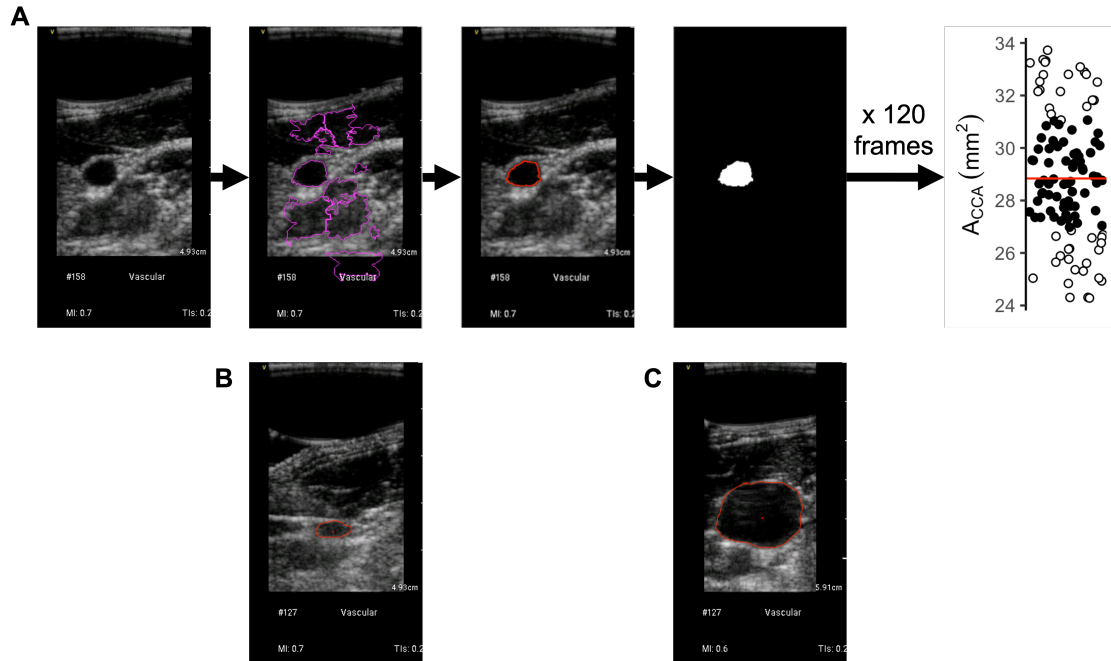 A
V
V
V
4.93cm
#158 Vascular
MI: 0.7 TIs: 0.2
4.93cm
#158 Vascular
MI: 0.7 TIs: 0.2
4.93cm
#158 Vascular
MI: 0.7 TIs: 0.2
x 120
frames
A_CCA (mm²)
34
32
30
28
26
24
B
V
4.93cm
#127 Vascular
MI: 0.7 TIs: 0.2
C
V
5.91cm
#127 Vascular
MI: 0.6 TIs: 0.2